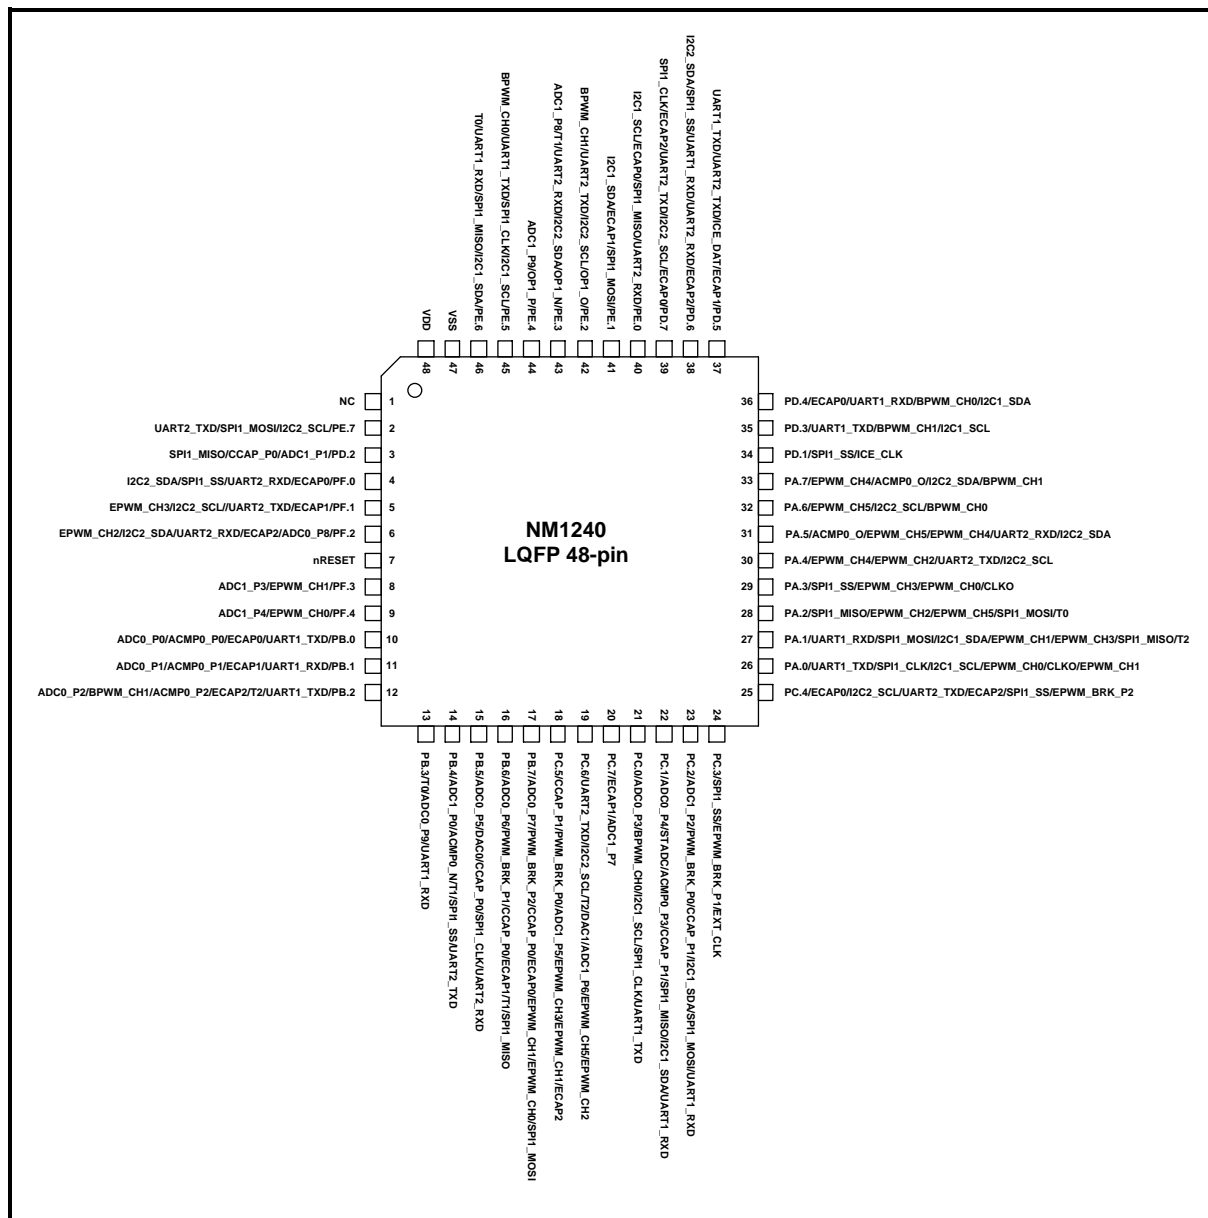 I2C2_SDA/SPI1_SS/UART1_RXD/UART2_RXD/ECAP2/PD.6
SPI1_CLK/ECAP2/UART2_TXD/I2C2_SCL/ECAP0/PD.7
UART1_TXD/UART2_TXD/ICE_DAT/ECAP1/PD.5
I2C1_SCL/ECAP0/SPI1_MISO/UART2_RXD/PE.0
I2C1_SDA/ECAP1/SPI1_MOSI/PE.1
BPWM_CH1/UART2_TXD/I2C2_SCL/OP1_O/PE.2
ADC1_P8/T1/UART2_RXD/I2C2_SDA/OP1_N/PE.3
ADC1_P9/OP1_P/PE.4
BPWM_CH0/UART1_TXD/SPI1_CLK/I2C1_SCL/PE.5
T0/UART1_RXD/SPI1_MISO/I2C1_SDA/PE.6
VSS
VDD
48
47
46
45
44
43
42
41
40
39
38
37
NC 1
UART2_TXD/SPI1_MOSI/I2C2_SCL/PE.7 2
SPI1_MISO/CCAP_P0/ADC1_P1/PD.2 3
I2C2_SDA/SPI1_SS/UART2_RXD/ECAP0/PF.0 4
EPWM_CH3/I2C2_SCL//UART2_TXD/ECAP1/PF.1 5
EPWM_CH2/I2C2_SDA/UART2_RXD/ECAP2/ADC0_P8/PF.2 6
nRESET 7
ADC1_P3/EPWM_CH1/PF.3 8
ADC1_P4/EPWM_CH0/PF.4 9
ADC0_P0/ACMP0_P0/ECAP0/UART1_TXD/PB.0 10
ADC0_P1/ACMP0_P1/ECAP1/UART1_RXD/PB.1 11
ADC0_P2/BPWM_CH1/ACMP0_P2/ECAP2/T2/UART1_TXD/PB.2 12
NM1240
LQFP 48-pin
36 PD.4/ECAP0/UART1_RXD/BPWM_CH0/I2C1_SDA
35 PD.3/UART1_TXD/BPWM_CH1/I2C1_SCL
34 PD.1/SPI1_SS/ICE_CLK
33 PA.7/EPWM_CH4/ACMP0_O/I2C2_SDA/BPWM_CH1
32 PA.6/EPWM_CH5/I2C2_SCL/BPWM_CH0
31 PA.5/ACMP0_O/EPWM_CH5/EPWM_CH4/UART2_RXD/I2C2_SDA
30 PA.4/EPWM_CH4/EPWM_CH2/UART2_TXD/I2C2_SCL
29 PA.3/SPI1_SS/EPWM_CH3/EPWM_CH0/CLKO
28 PA.2/SPI1_MISO/EPWM_CH2/EPWM_CH5/SPI1_MOSI/T0
27 PA.1/UART1_RXD/SPI1_MOSI/I2C1_SDA/EPWM_CH1/EPWM_CH3/SPI1_MISO/T2
26 PA.0/UART1_TXD/SPI1_CLK/I2C1_SCL/EPWM_CH0/CLKO/EPWM_CH1
25 PC.4/ECAP0/I2C2_SCL/UART2_TXD/ECAP2/SPI1_SS/EPWM_BRK_P2
13
14
15
16
17
18
19
20
21
22
23
24
PB.3/T0/ADC0_P9/UART1_RXD
PB.4/ADC1_P0/ACMP0_N/T1/SPI1_SS/UART2_TXD
PB.5/ADC0_P5/DAC0/CCAP_P0/SPI1_CLK/UART2_RXD
PB.6/ADC0_P6/PWM_BRK_P1/CCAP_P0/ECAP1/T1/SPI1_MISO
PB.7/ADC0_P7/PWM_BRK_P2/CCAP_P0/ECAP0/EPWM_CH1/EPWM_CH0/SPI1_MOSI
PC.5/CCAP_P1/PWM_BRK_P0/ADC1_P5/EPWM_CH3/EPWM_CH1/ECAP2
PC.6/UART2_TXD/I2C2_SCL/T2/DAC1/ADC1_P6/EPWM_CH5/EPWM_CH2
PC.7/ECAP1/ADC1_P7
PC.0/ADC0_P3/BPWM_CH0/I2C1_SCL/SPI1_CLK/UART1_TXD
PC.1/ADC0_P4/STADC/ACMP0_P3/CCAP_P1/SPI1_MISO/I2C1_SDA/UART1_RXD
PC.2/ADC1_P2/PWM_BRK_P0/CCAP_P1/I2C1_SDA/SPI1_MOSI/UART1_RXD
PC.3/SPI1_SS/EPWM_BRK_P1/EXT_CLK